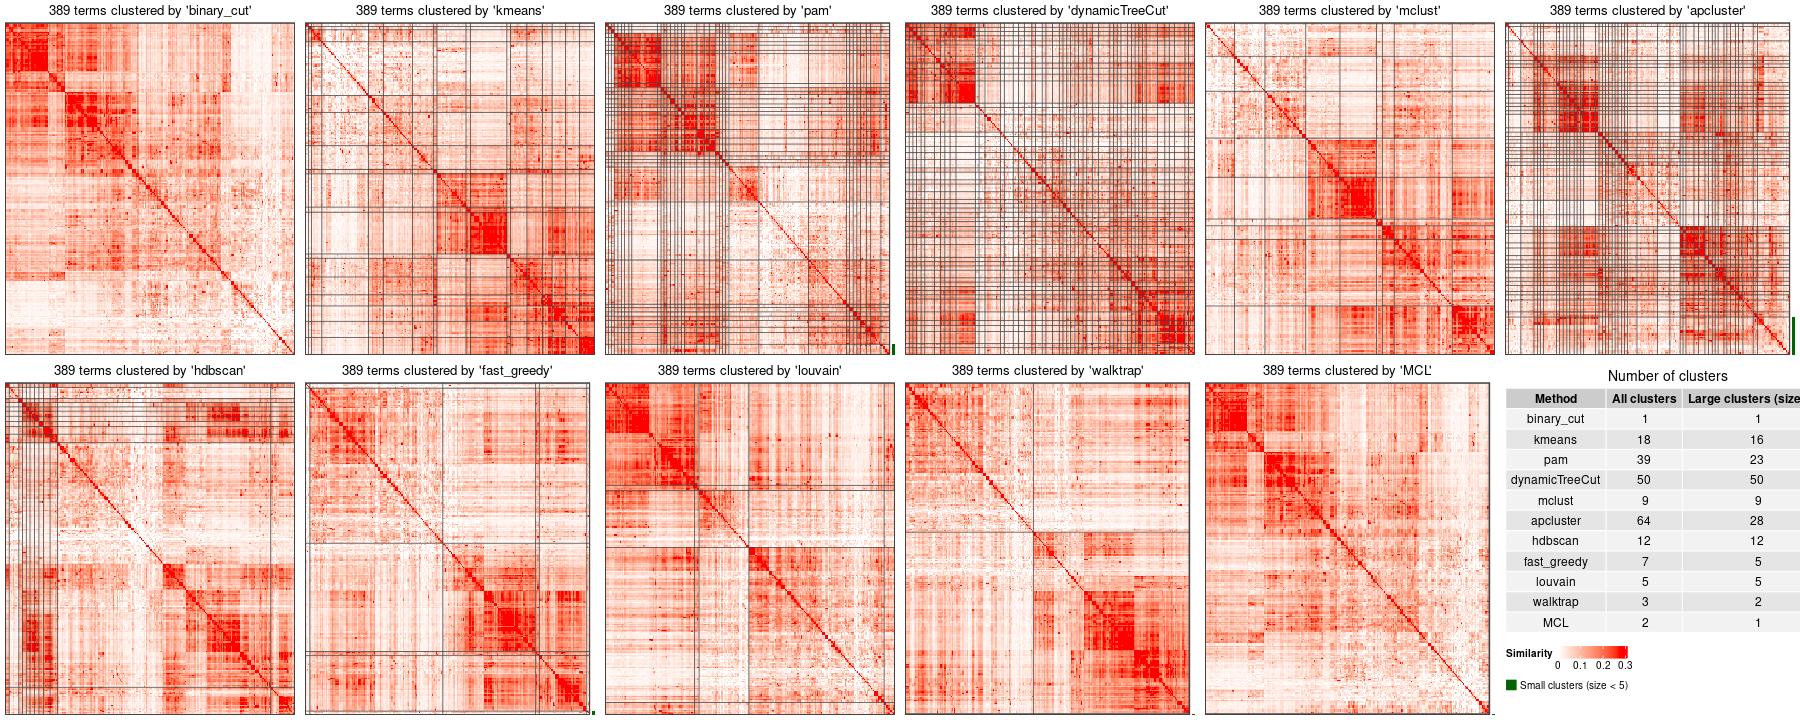 389 terms clustered by 'binary_cut'
389 terms clustered by 'kmeans'
389 terms clustered by 'pam'
389 terms clustered by 'dynamicTreeCut'
389 terms clustered by 'mclust'
389 terms clustered by 'apcluster'
389 terms clustered by 'hdbscan'
389 terms clustered by 'fast_greedy'
389 terms clustered by 'louvain'
389 terms clustered by 'walktrap'
389 terms clustered by 'MCL'
Number of clusters
Method All clusters Large clusters (size
binary_cut 1 1
kmeans 18 16
pam 39 23
dynamicTreeCut 50 50
mclust 9 9
apcluster 64 28
hdbscan 12 12
fast_greedy 7 5
louvain 5 5
walktrap 3 2
MCL 2 1
Similarity
0 0.1 0.2 0.3
Small clusters (size < 5)